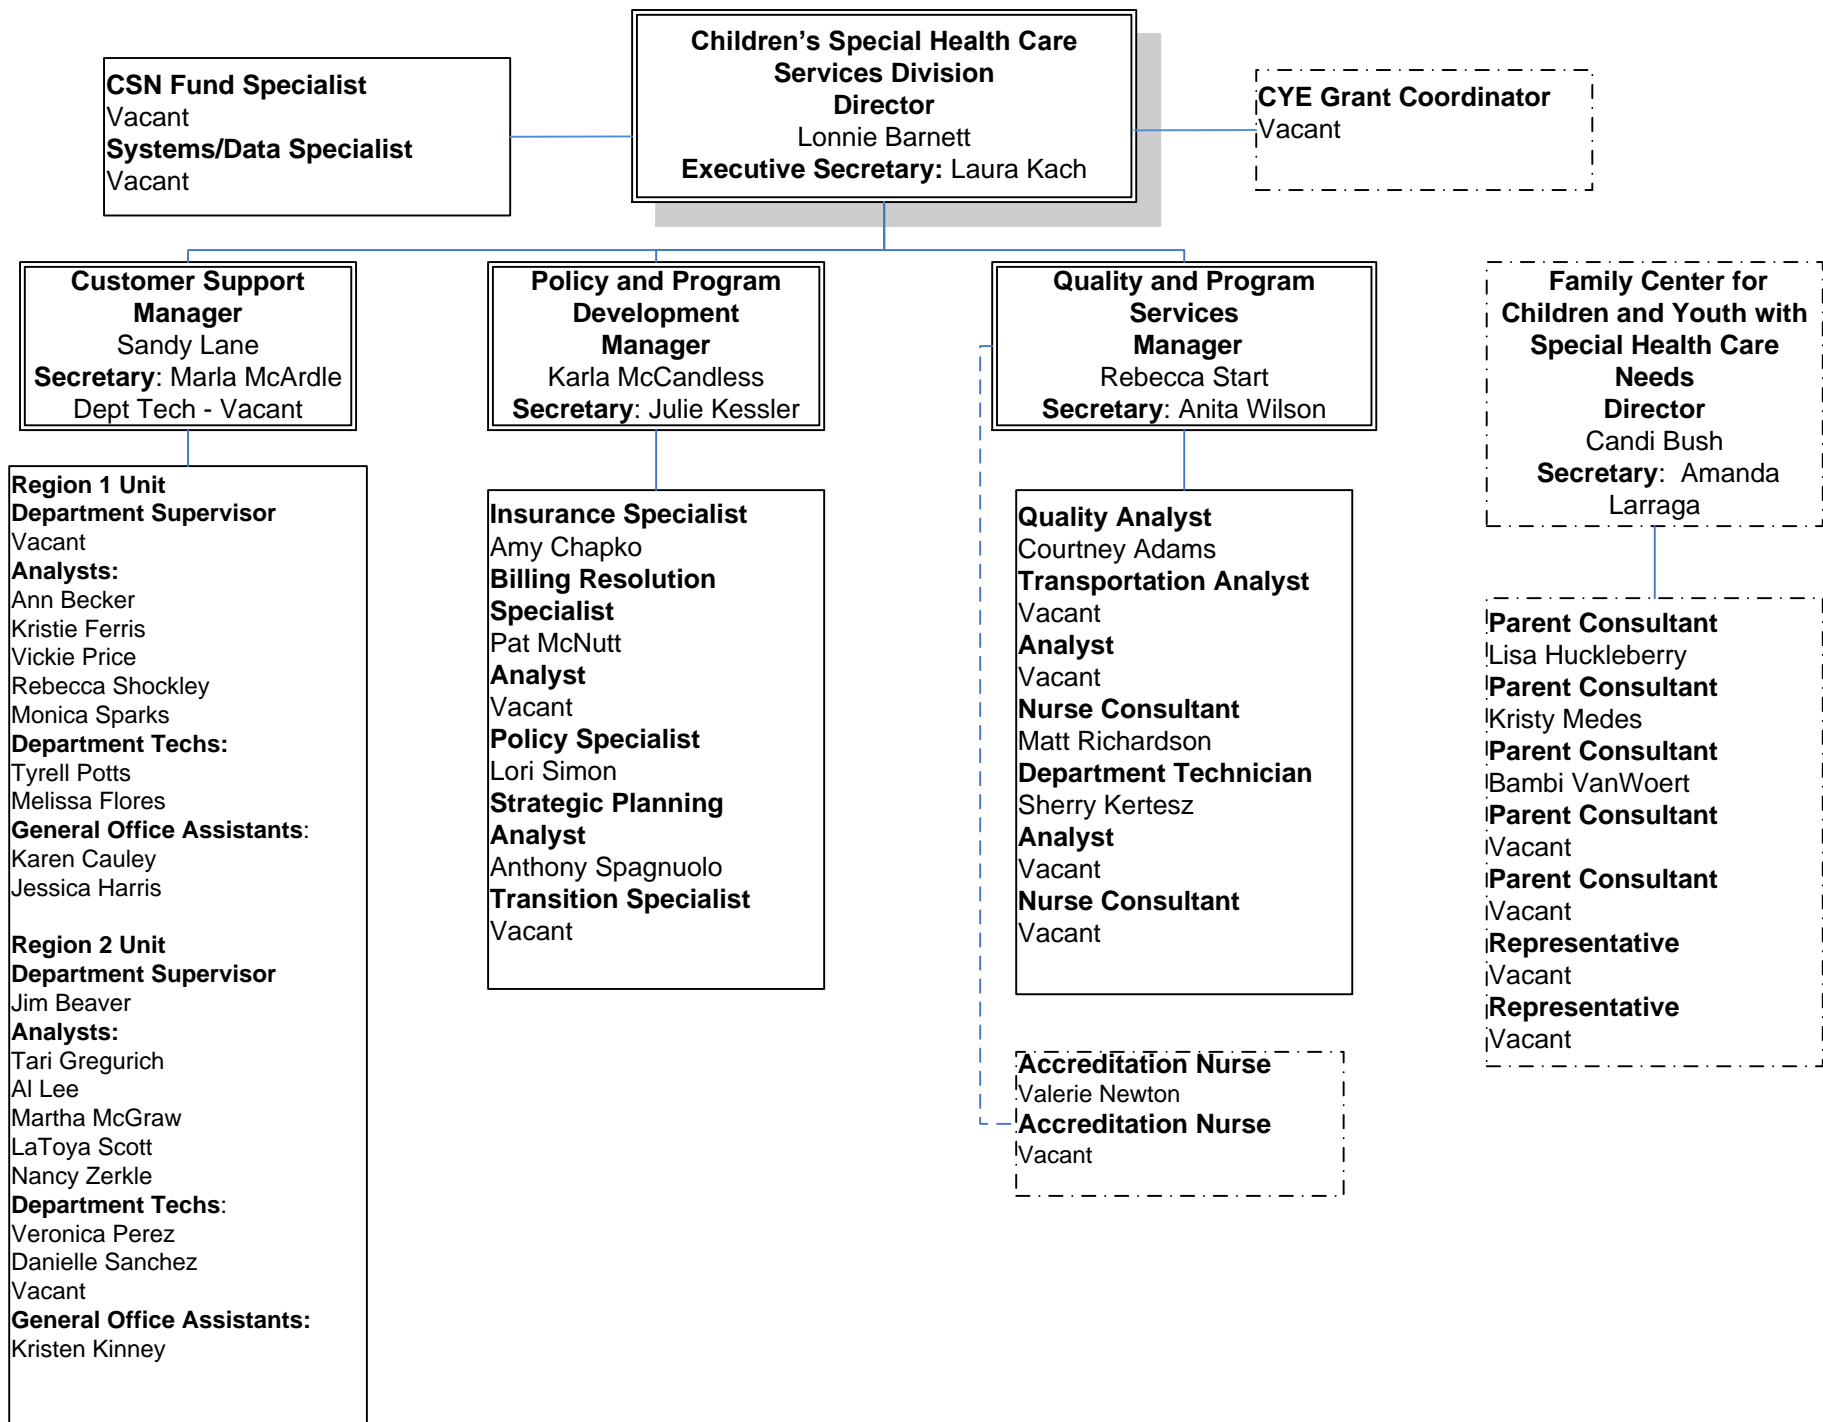 Children’s Special Health Care
Services Division
Director
Lonnie Barnett
Executive Secretary: Laura Kach
CSN Fund Specialist
Vacant
Systems/Data Specialist
Vacant
CYE Grant Coordinator
Vacant
Customer Support
Manager
Sandy Lane
Secretary: Marla McArdle
Dept Tech - Vacant
Region 1 Unit
Department Supervisor
Vacant
Analysts:
Ann Becker
Kristie Ferris
Vickie Price
Rebecca Shockley
Monica Sparks
Department Techs:
Tyrell Potts
Melissa Flores
General Office Assistants:
Karen Cauley
Jessica Harris
Region 2 Unit
Department Supervisor
Jim Beaver
Analysts:
Tari Gregurich
Al Lee
Martha McGraw
LaToya Scott
Nancy Zerkle
Department Techs:
Veronica Perez
Danielle Sanchez
Vacant
General Office Assistants:
Kristen Kinney
Policy and Program
Development
Manager
Karla McCandless
Secretary: Julie Kessler
Insurance Specialist
Amy Chapko
Billing Resolution
Specialist
Pat McNutt
Analyst
Vacant
Policy Specialist
Lori Simon
Strategic Planning
Analyst
Anthony Spagnuolo
Transition Specialist
Vacant
Quality and Program
Services
Manager
Rebecca Start
Secretary: Anita Wilson
Quality Analyst
Courtney Adams
Transportation Analyst
Vacant
Analyst
Vacant
Nurse Consultant
Matt Richardson
Department Technician
Sherry Kertesz
Analyst
Vacant
Nurse Consultant
Vacant
Accreditation Nurse
Valerie Newton
Accreditation Nurse
Vacant
Family Center for
Children and Youth with
Special Health Care
Needs
Director
Candi Bush
Secretary: Amanda
Larraga
Parent Consultant
Lisa Huckleberry
Parent Consultant
Kristy Medes
Parent Consultant
Bambi VanWoert
Parent Consultant
Vacant
Parent Consultant
Vacant
Representative
Vacant
Representative
Vacant